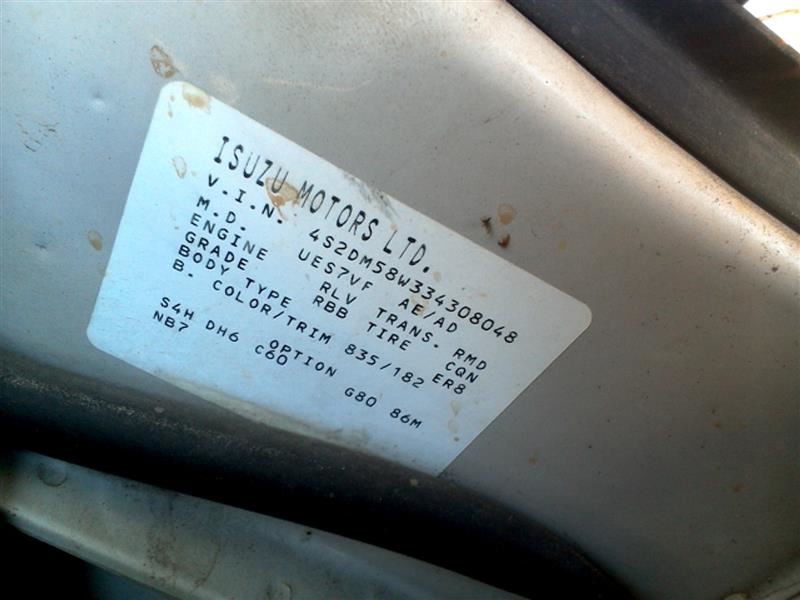 ISUZU MOTORS LTD.
V.I.N. 4S2DM58W334308048
M.D. UES7VF AE/AD
ENGINE RLV TRANS. RMD
GRADE RBB TIRE CQN
BODY TYPE ER8
B. COLOR/TRIM 835/182
OPTION
S4H DH6 C60 G80 86M
NB7